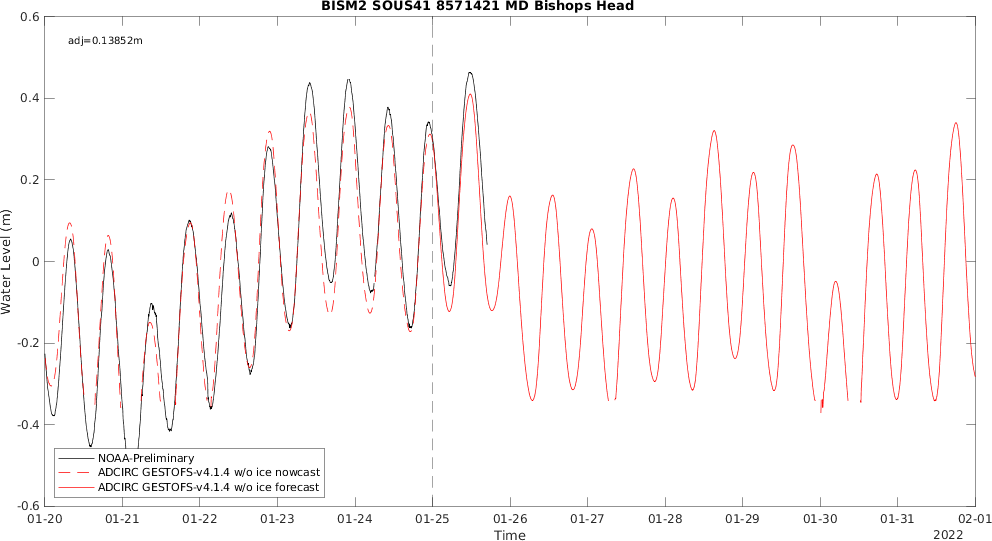 BISM2 SOUS41 8571421 MD Bishops Head
adj=0.13852m
0.6
0.4
0.2
0
-0.2
-0.4
-0.6
Water Level (m)
NOAA-Preliminary
ADCIRC GESTOFS-v4.1.4 w/o ice nowcast
ADCIRC GESTOFS-v4.1.4 w/o ice forecast
01-20 01-21 01-22 01-23 01-24 01-25 01-26 01-27 01-28 01-29 01-30 01-31 02-01
Time
2022